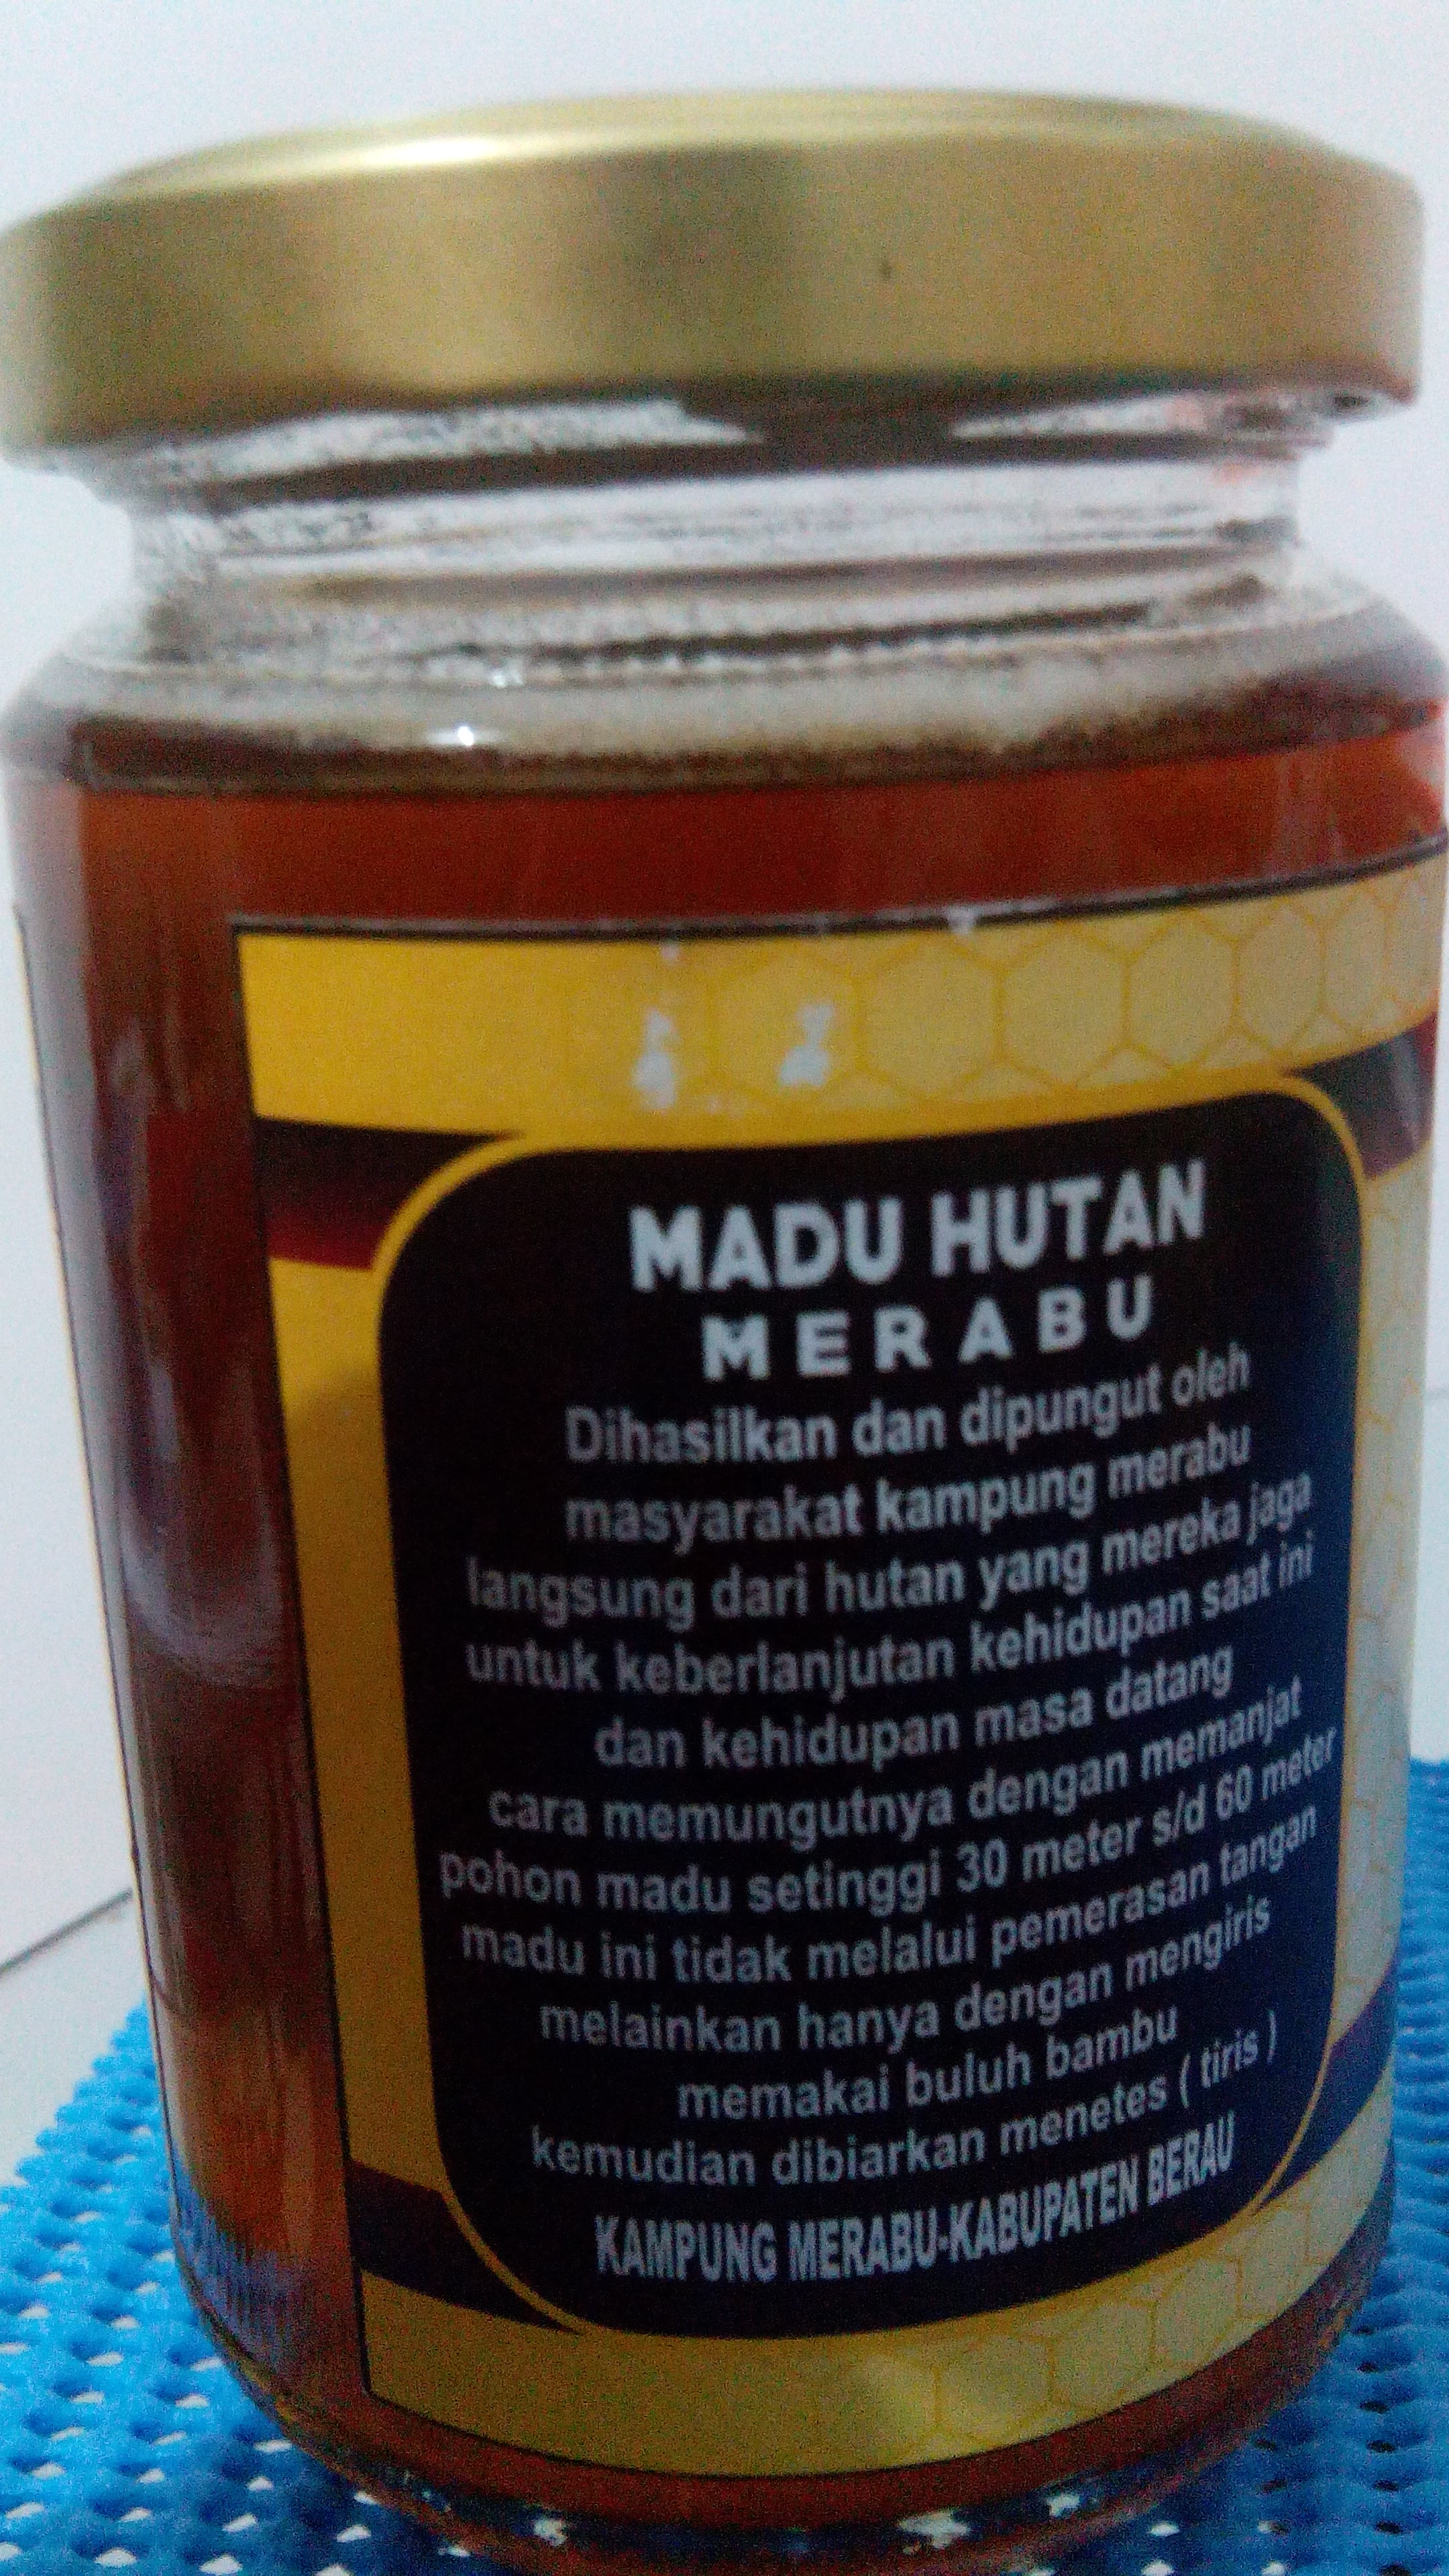 MADU HUTAN
MERABU
Dihasilkan dan dipungut oleh
masyarakat kampung merabu
langsung dari hutan yang mereka jaga
untuk keberlanjutan kehidupan saat ini
dan kehidupan masa datang
cara memungutnya dengan memanjat
pohon madu setinggi 30 meter s/d 60 meter
madu ini tidak melalui pemerasan tangan
melainkan hanya dengan mengiris
memakai buluh bambu
kemudian dibiarkan menetes ( tiris )
KAMPUNG MERABU-KABUPATEN BERAU